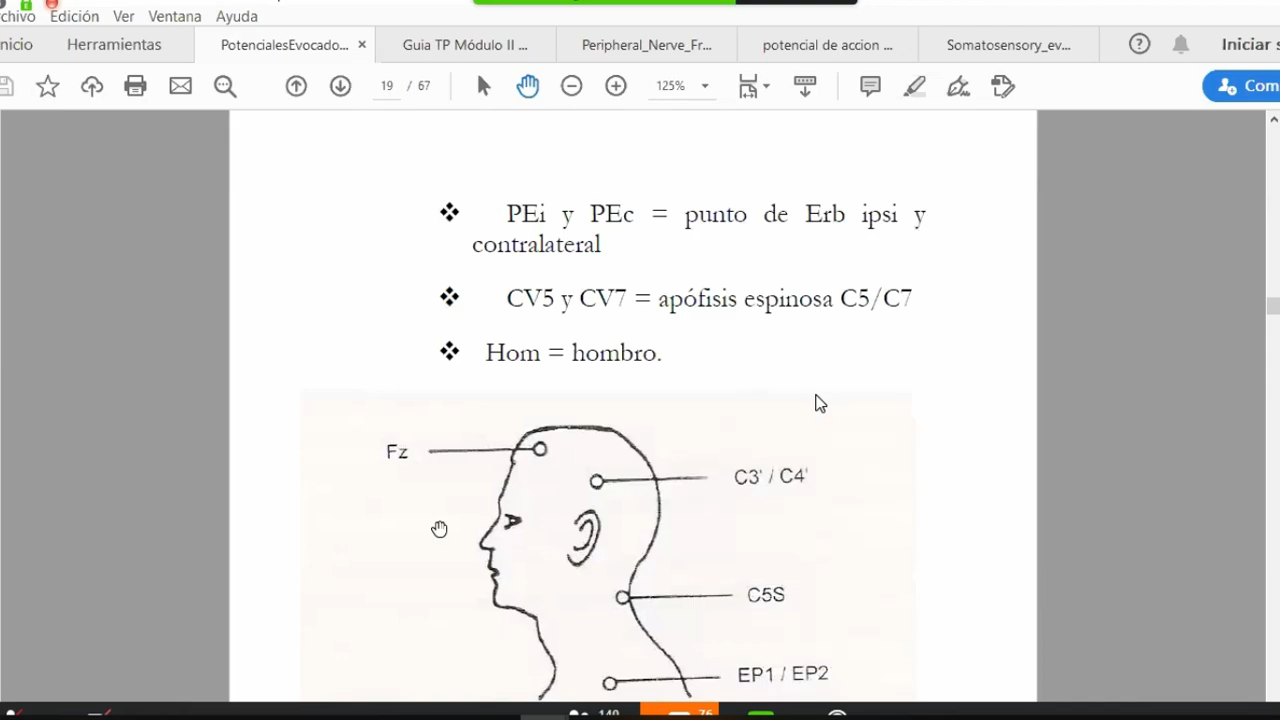 Edición Ver Ventana Ayuda
Herramientas PotencialesEvocado... × Guia TP Módulo II ... Peripheral_Nerve_Fr... potencial de accion ... Somatosensory_ev... Iniciar s
19 / 67 125% Com
PEi y PEc = punto de Erb ipsi y
contralateral
CV5 y CV7 = apófisis espinosa C5/C7
Hom = hombro.
Fz
C3' / C4'
C5S
EP1 / EP2